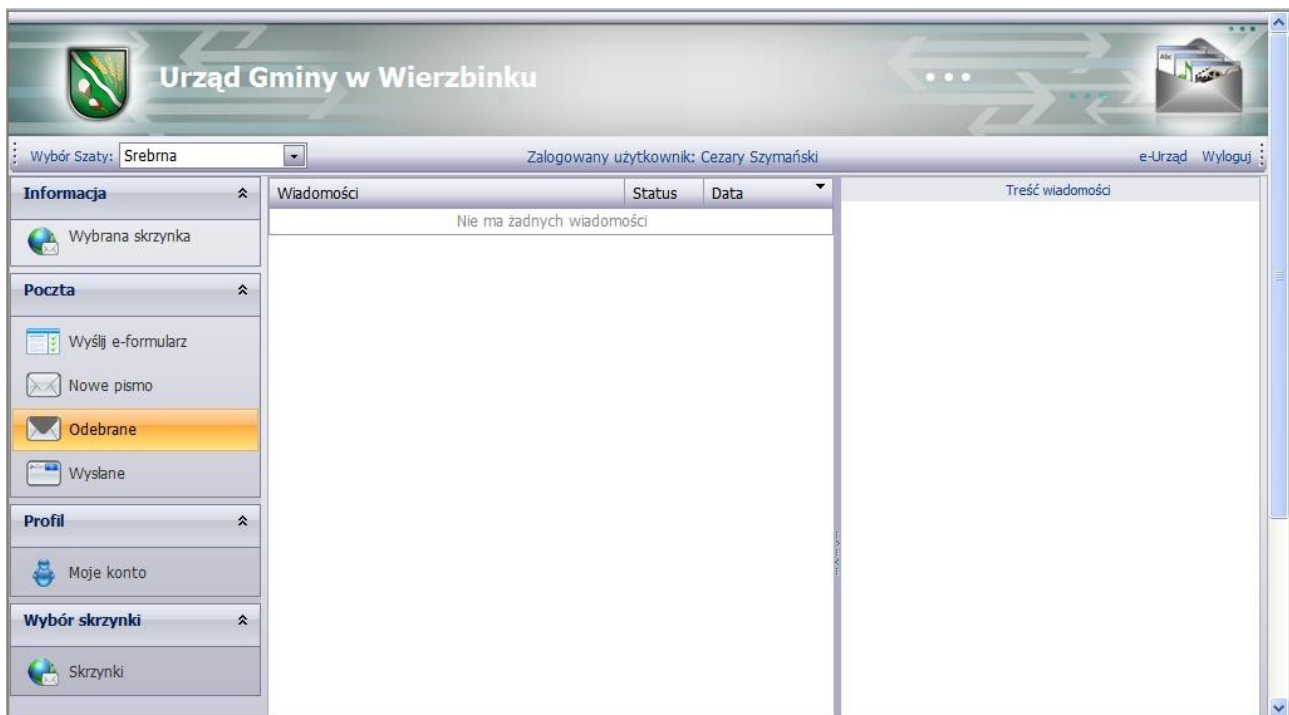 Urząd Gminy w Wierzbinku
Abc
Wybór Szaty: Srebrna
Zalogowany użytkownik: Cezary Szymański
e-Urząd Wyloguj
Informacja
Wybrana skrzynka
Poczta
Wyślij e-formularz
Nowe pismo
Odebrane
Wysłane
Profil
Moje konto
Wybór skrzynki
Skrzynki
Wiadomości Status Data
Nie ma żadnych wiadomości
Treść wiadomości